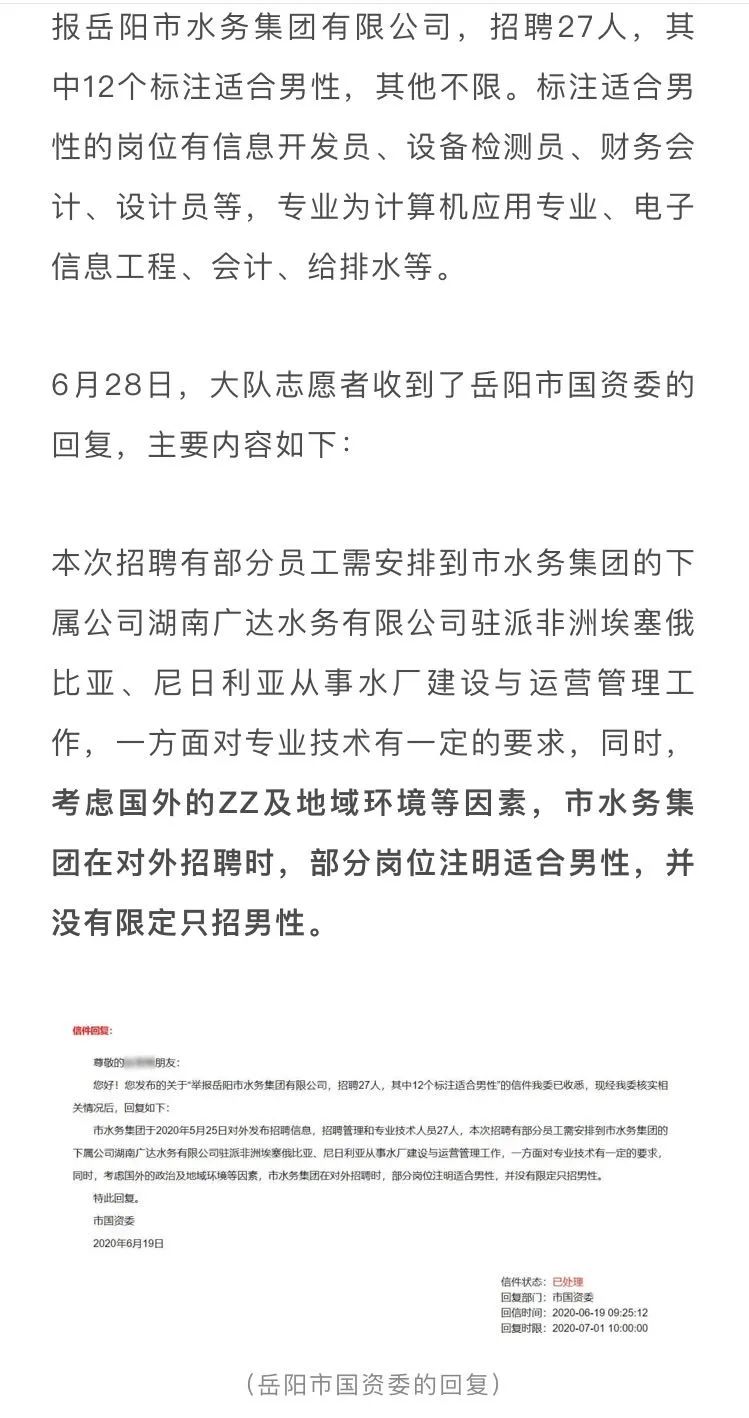 报岳阳市水务集团有限公司，招聘27人，其
中12个标注适合男性，其他不限。标注适合男
性的岗位有信息开发员、设备检测员、财务会
计、设计员等，专业为计算机应用专业、电子
信息工程、会计、给排水等。
6月28日，大队志愿者收到了岳阳市国资委的
回复，主要内容如下：
本次招聘有部分员工需安排到市水务集团的下
属公司湖南广达水务有限公司驻派非洲埃塞俄
比亚、尼日利亚从事水厂建设与运营管理工
作，一方面对专业技术有一定的要求，同时，
考虑国外的ZZ及地域环境等因素，市水务集
团在对外招聘时，部分岗位注明适合男性，并
没有限定只招男性。
信件回复：
尊敬的朋友：
您好！您发布的关于“举报岳阳市水务集团有限公司，招聘27人，其中12个标注适合男性”的信件我委已收悉，现经我委核实相
关情况后，回复如下：
市水务集团于2020年5月25日对外发布招聘信息，招聘管理和专业技术人员27人，本次招聘有部分员工需安排到市水务集团的
下属公司湖南广达水务有限公司驻派非洲埃塞俄比亚、尼日利亚从事水厂建设与运营管理工作，一方面对专业技术有一定的要求，
同时，考虑国外的政治及地域环境等因素，市水务集团在对外招聘时，部分岗位注明适合男性，并没有限定只招男性。
特此回复。
市国资委
2020年6月19日
信件状态：已处理
回复部门：市国资委
回信时间：2020-06-19 09:25:12
回复时限：2020-07-01 10:00:00
（岳阳市国资委的回复）